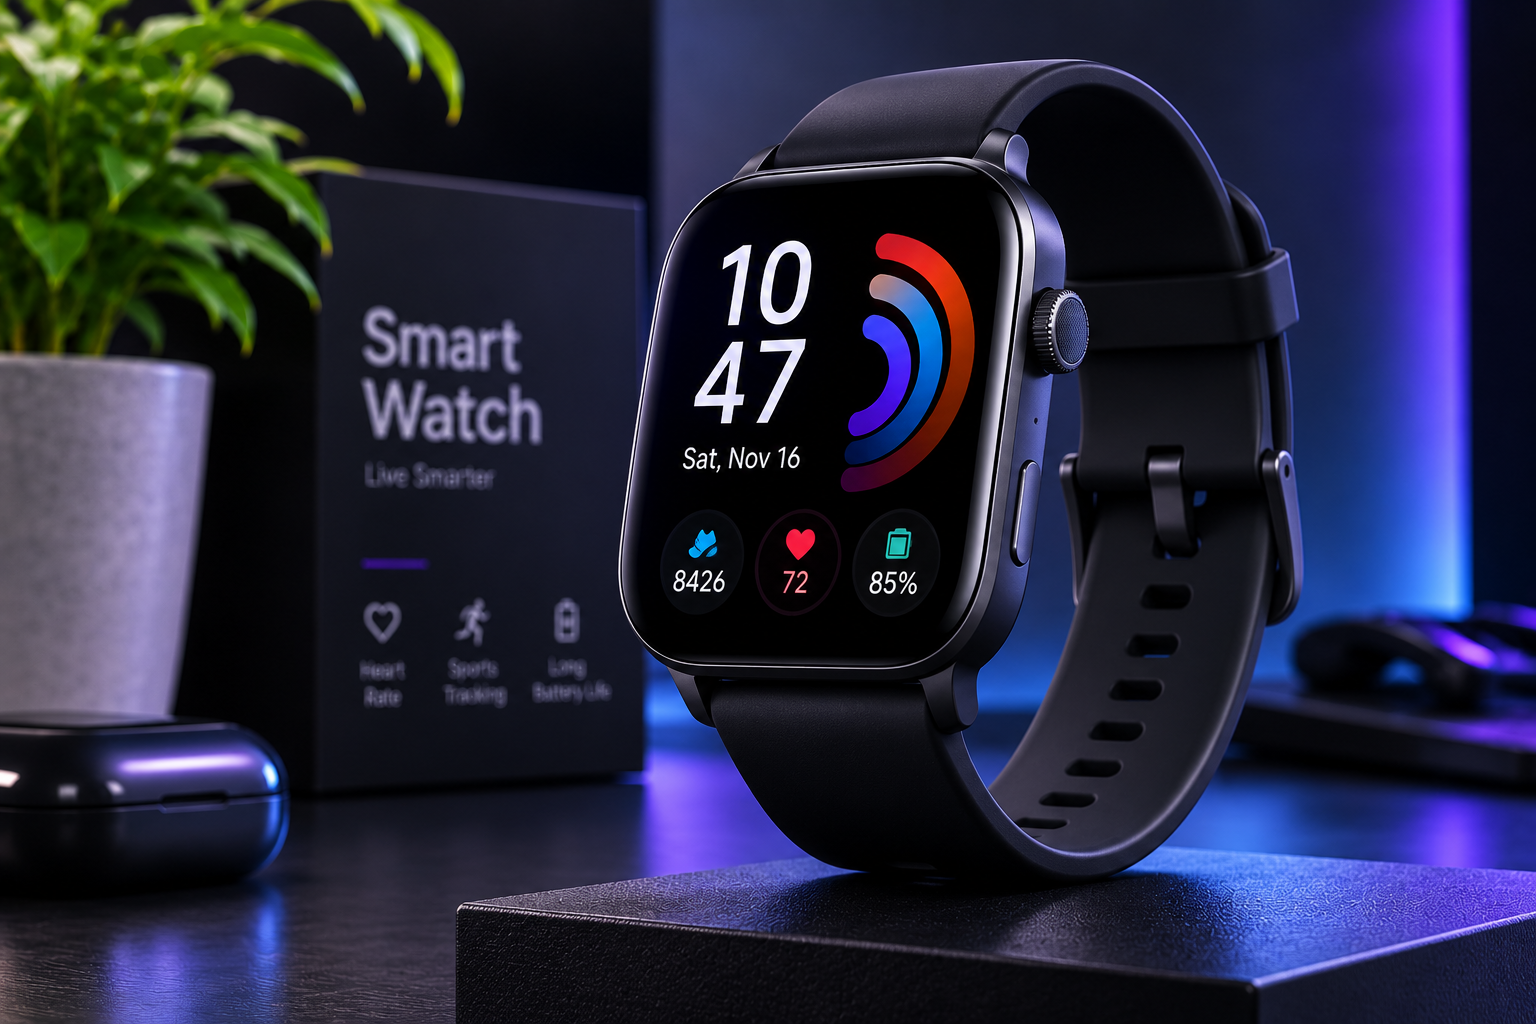 Smart
Watch
Live Smarter
Heart
Rate
Sports
Tracking
Long
Battery Life
10
47
Sat, Nov 16
8426
72
85%